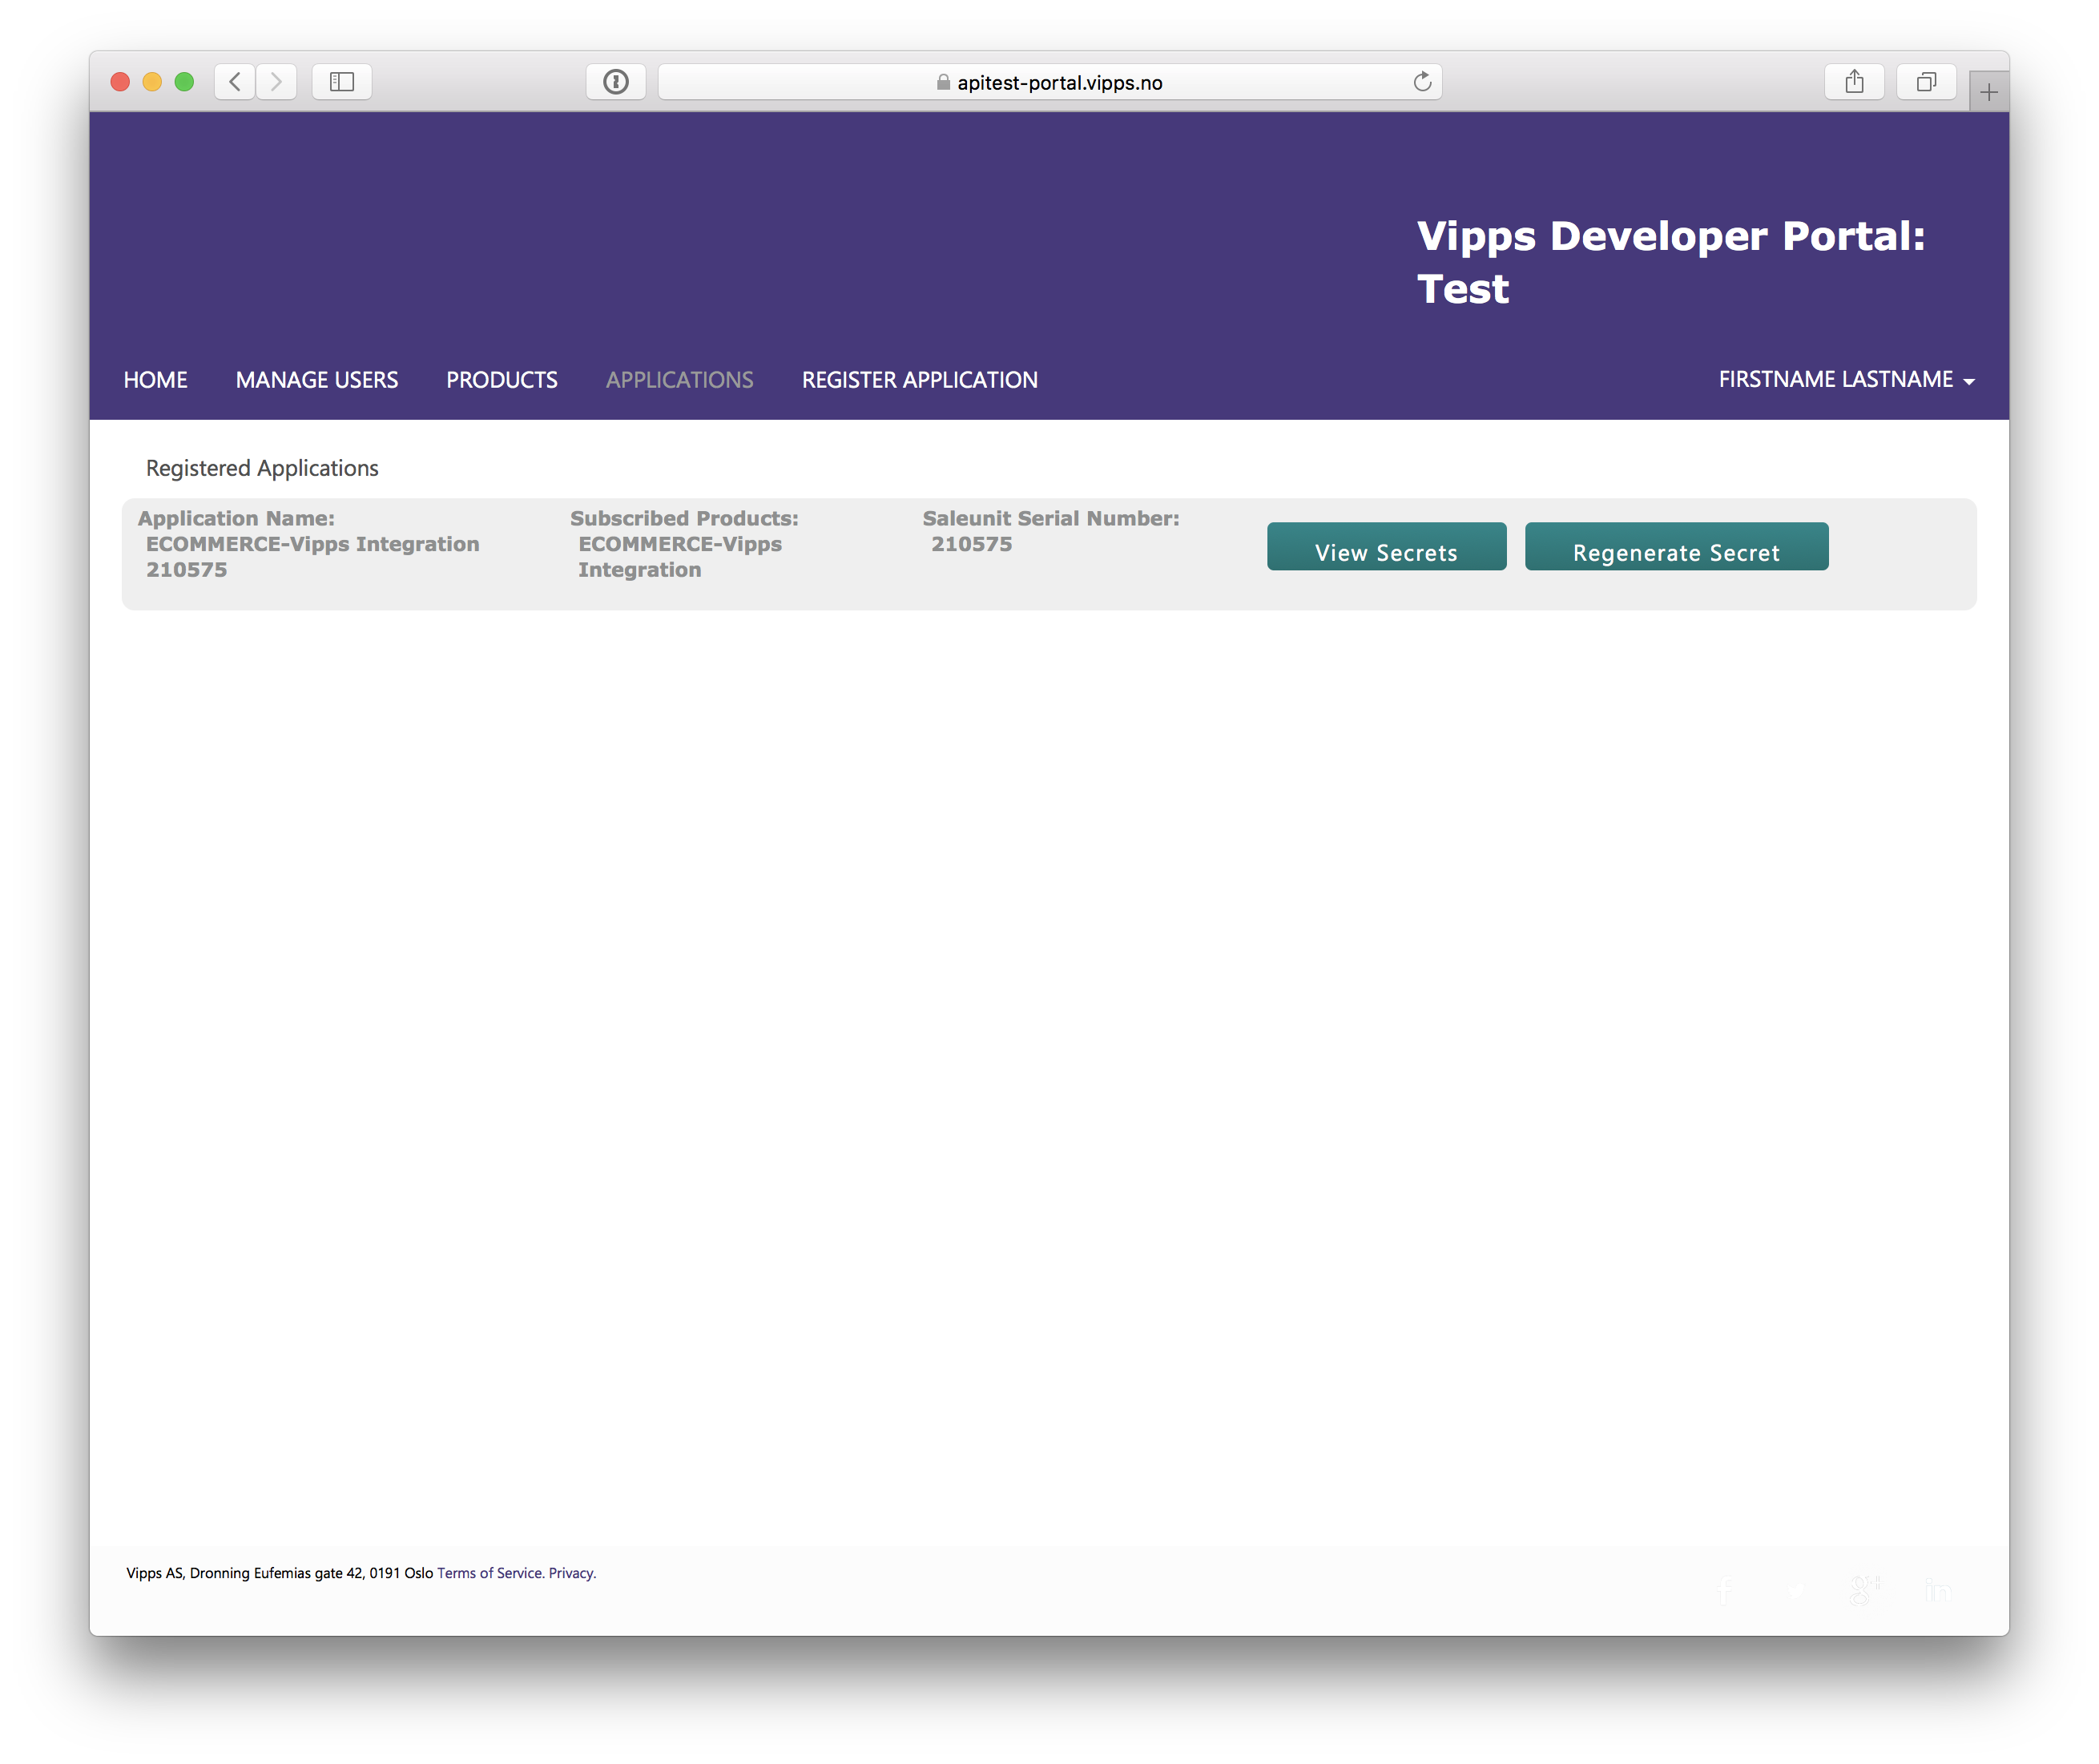 apitest-portal.vipps.no
Vipps Developer Portal:
Test
HOME MANAGE USERS PRODUCTS APPLICATIONS REGISTER APPLICATION FIRSTNAME LASTNAME
Registered Applications
Application Name:
ECOMMERCE-Vipps Integration
210575
Subscribed Products:
ECOMMERCE-Vipps
Integration
Saleunit Serial Number:
210575
View Secrets
Regenerate Secret
Vipps AS, Dronning Eufemias gate 42, 0191 Oslo Terms of Service. Privacy.